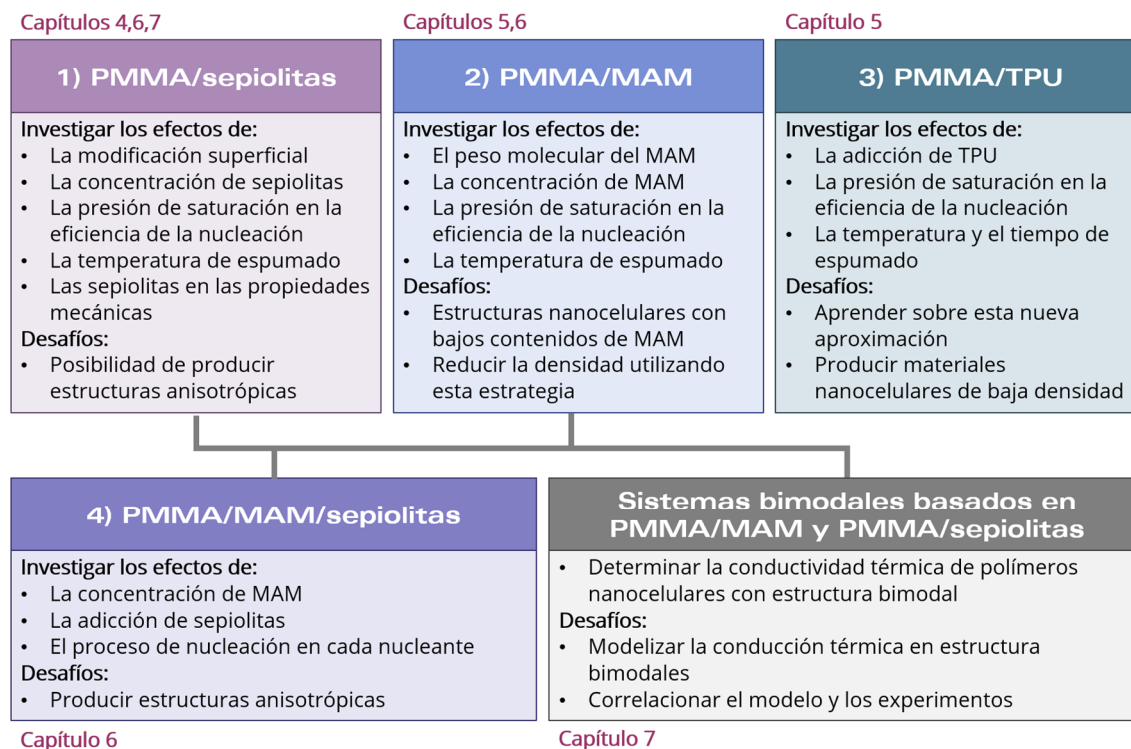 Capítulos 4,6,7
1) PMMA/sepiolitas
Investigar los efectos de:
• La modificación superficial
• La concentración de sepiolitas
• La presión de saturación en la
eficiencia de la nucleación
• La temperatura de espumado
• Las sepiolitas en las propiedades
mecánicas
Desafíos:
• Posibilidad de producir
estructuras anisotrópicas
Capítulos 5,6
2) PMMA/MAM
Investigar los efectos de:
• El peso molecular del MAM
• La concentración de MAM
• La presión de saturación en la
eficiencia de la nucleación
• La temperatura de espumado
Desafíos:
• Estructuras nanocelulares con
bajos contenidos de MAM
• Reducir la densidad utilizando
esta estrategia
Capítulo 5
3) PMMA/TPU
Investigar los efectos de:
• La adicción de TPU
• La presión de saturación en la
eficiencia de la nucleación
• La temperatura y el tiempo de
espumado
Desafíos:
• Aprender sobre esta nueva
aproximación
• Producir materiales
nanocelulares de baja densidad
4) PMMA/MAM/sepiolitas
Investigar los efectos de:
• La concentración de MAM
• La adicción de sepiolitas
• El proceso de nucleación en cada nucleante
Desafíos:
• Producir estructuras anisotrópicas
Capítulo 6
Sistemas bimodales basados en
PMMA/MAM y PMMA/sepiolitas
• Determinar la conductividad térmica de polímeros
nanocelulares con estructura bimodal
Desafíos:
• Modelizar la conducción térmica en estructura
bimodales
• Correlacionar el modelo y los experimentos
Capítulo 7